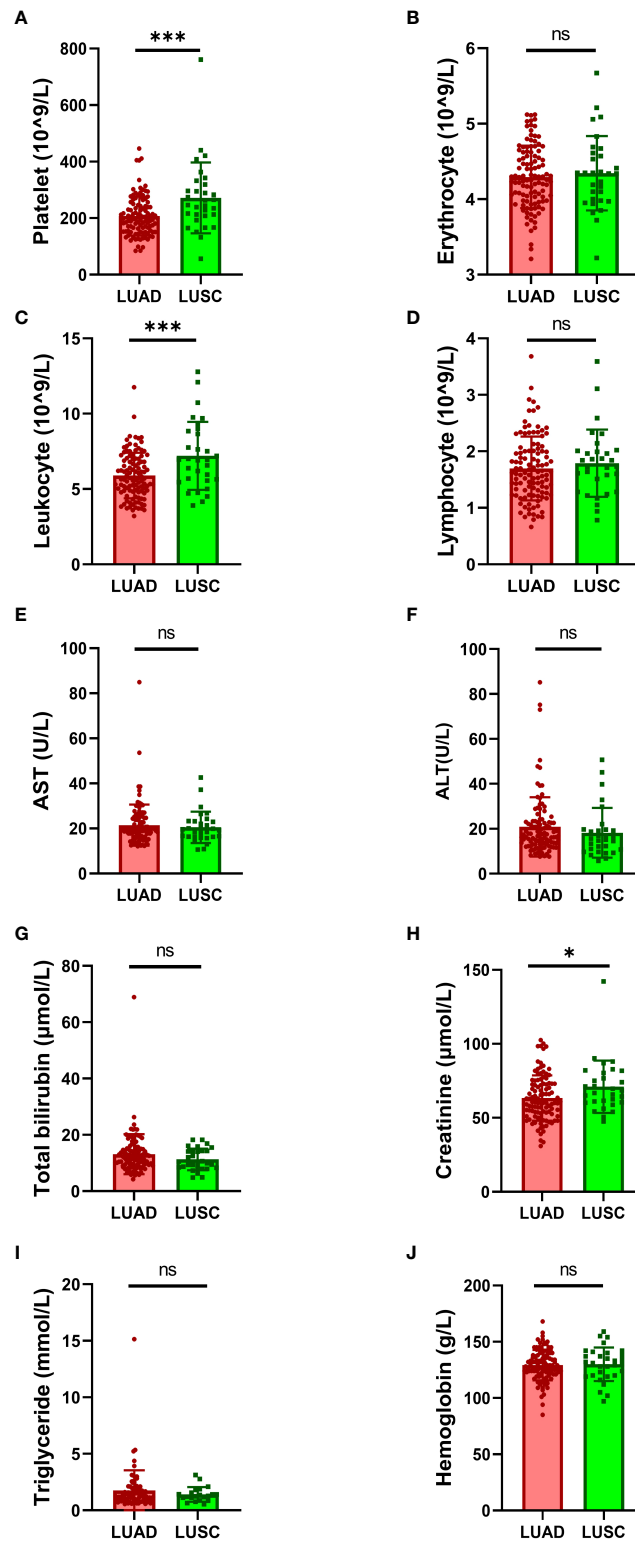 A
Platelet (10^9/L)
800
600
400
200
0
***
LUAD
LUSC
B
Erythrocyte (10^9/L)
6
5
4
3
ns
LUAD
LUSC
C
Leukocyte (10^9/L)
15
10
5
0
***
LUAD
LUSC
D
Lymphocyte (10^9/L)
4
3
2
1
0
ns
LUAD
LUSC
E
AST (U/L)
100
80
60
40
20
0
ns
LUAD
LUSC
F
ALT(U/L)
100
80
60
40
20
0
ns
LUAD
LUSC
G
Total bilirubin (μmol/L)
80
60
40
20
0
ns
LUAD
LUSC
H
Creatinine (μmol/L)
150
100
50
0
*
LUAD
LUSC
I
Triglyceride (mmol/L)
20
15
10
5
0
ns
LUAD
LUSC
J
Hemoglobin (g/L)
200
150
100
50
0
ns
LUAD
LUSC